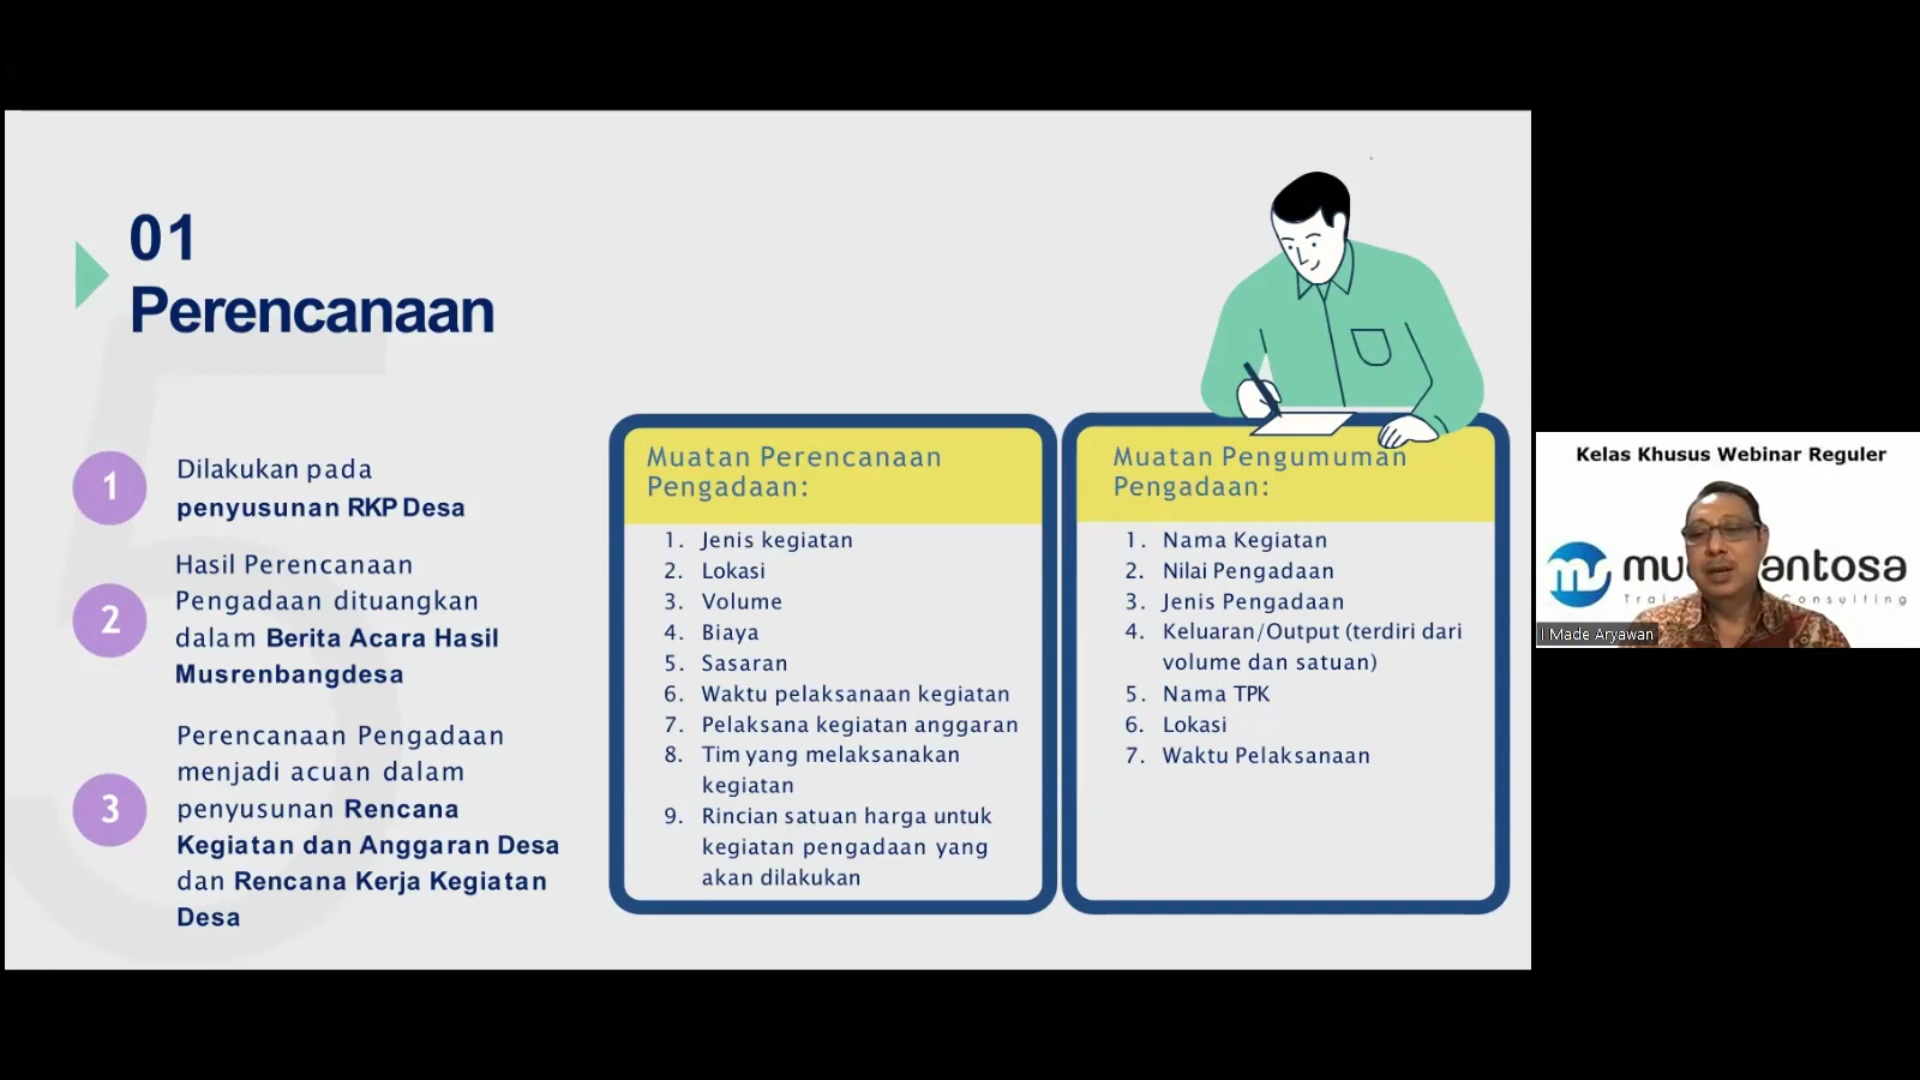 01
Perencanaan
1
Dilakukan pada
penyusunan RKP Desa
2
Hasil Perencanaan
Pengadaan dituangkan
dalam Berita Acara Hasil
Musrenbangdesa
3
Perencanaan Pengadaan
menjadi acuan dalam
penyusunan Rencana
Kegiatan dan Anggaran Desa
dan Rencana Kerja Kegiatan
Desa
Muatan Perencanaan
Pengadaan:
1. Jenis kegiatan
2. Lokasi
3. Volume
4. Biaya
5. Sasaran
6. Waktu pelaksanaan kegiatan
7. Pelaksana kegiatan anggaran
8. Tim yang melaksanakan
kegiatan
9. Rincian satuan harga untuk
kegiatan pengadaan yang
akan dilakukan
Muatan Pengumuman
Pengadaan:
1. Nama Kegiatan
2. Nilai Pengadaan
3. Jenis Pengadaan
4. Keluaran/Output (terdiri dari
volume dan satuan)
5. Nama TPK
6. Lokasi
7. Waktu Pelaksanaan
Kelas Khusus Webinar Reguler
I Made Aryawan